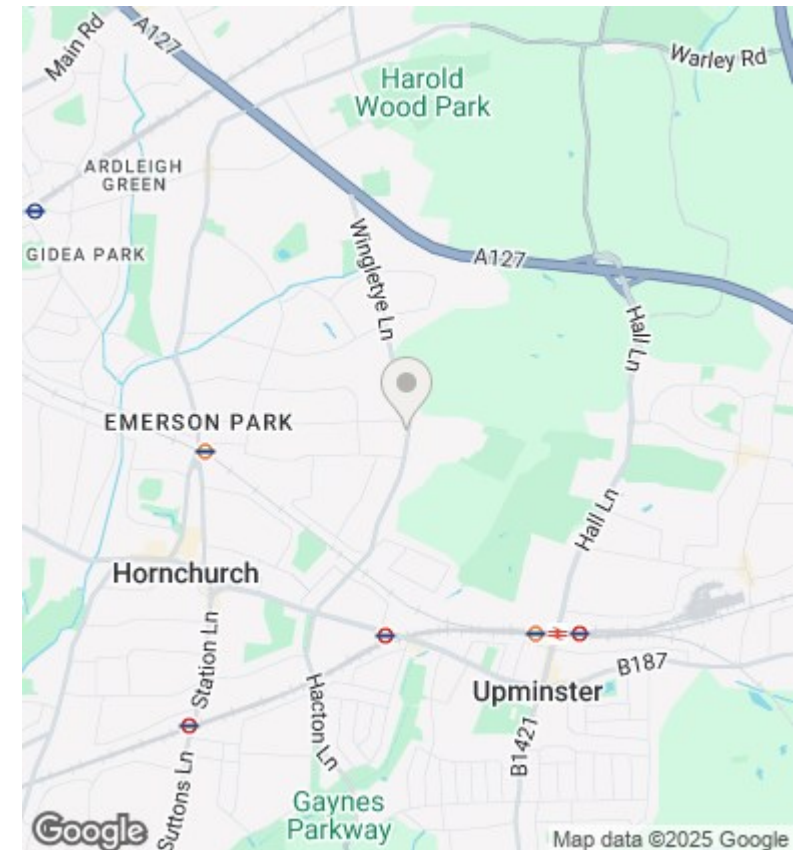 Main Rd
A127
Warley Rd
Harold
Wood Park
ARDLEIGH
GREEN
GIDEA PARK
Wingletye Ln
A127
Hall Ln
EMERSON PARK
Hall Ln
Hornchurch
Station Ln
B187
Upminster
Hacton Ln
B1421
Suttons Ln
Gaynes
Parkway
Google
Map data ©2025 Google